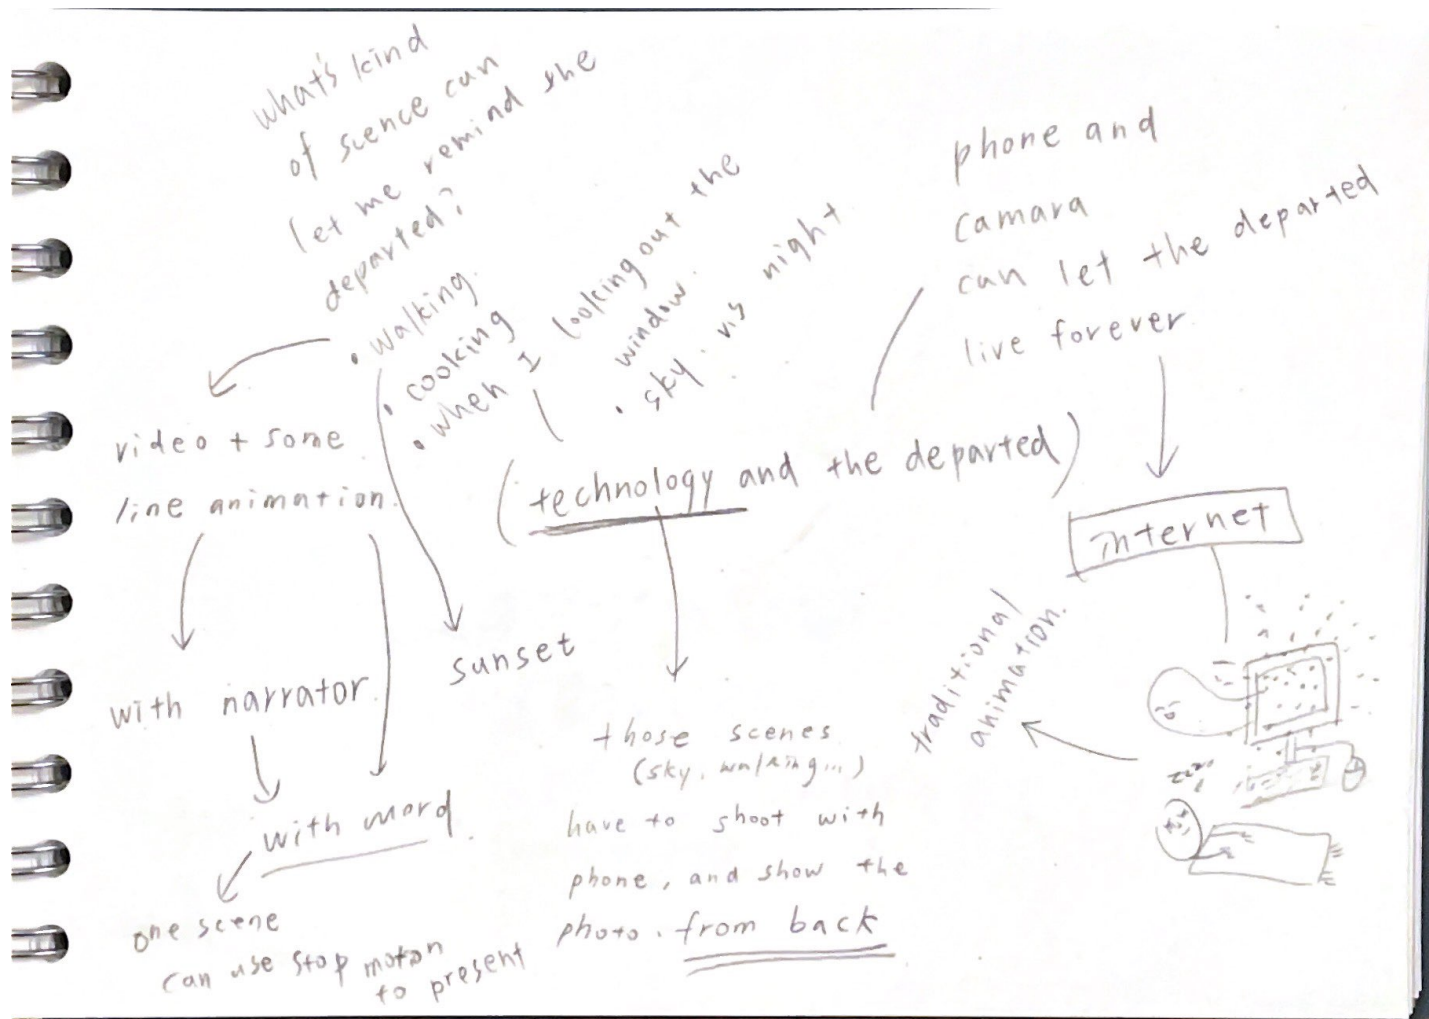 what's kind
of scence can
let me remind the
departed?
• walking.
• cooking
• when I looking out the
window.
• sky. vs night
phone and
camara
can let the departed
live forever
video + some
line animation.
(technology and the departed)
internet
traditional
animation.
sunset
with narrator
with mord
those scenes
(sky, walking...)
have to shoot with
phone, and show the
photo. from back
one scene
can use stop motion
to present